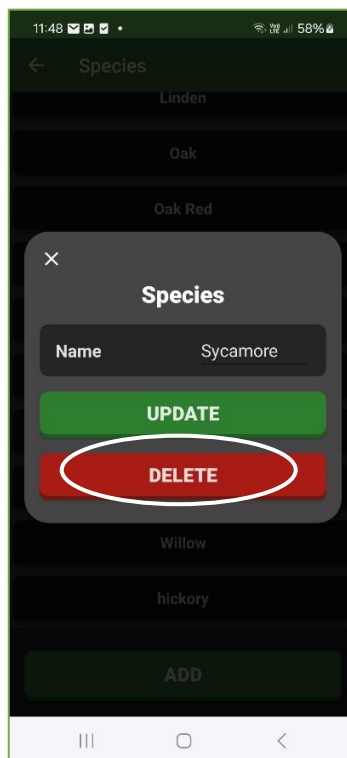 11:48 58%
Species
Linden
Oak
Oak Red
Species
Name Sycamore
UPDATE
DELETE
Willow
hickory
ADD